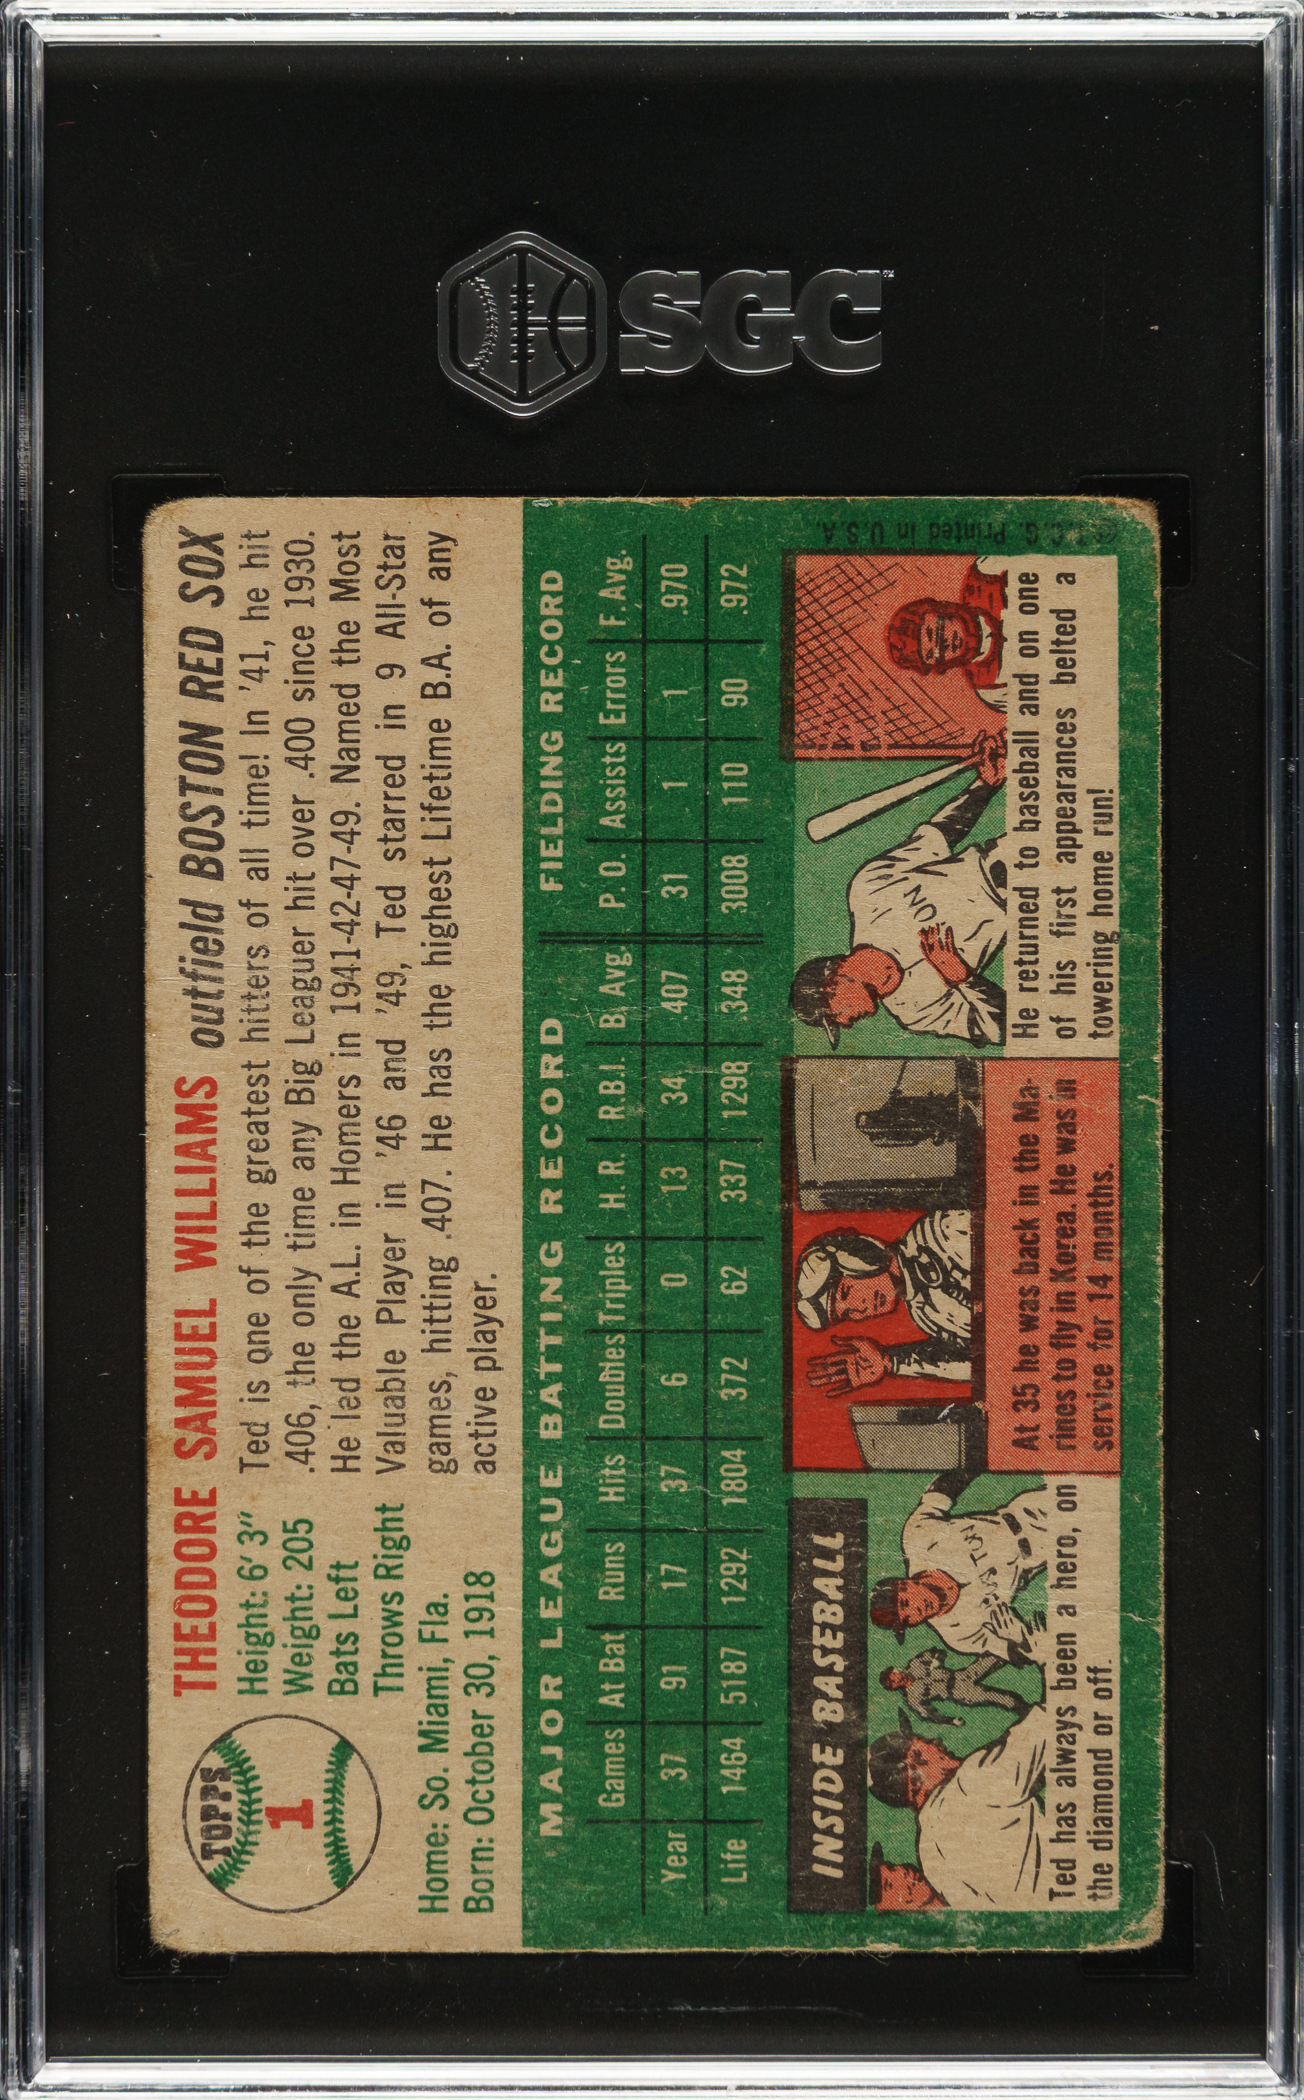 SGC™
TOPPS
1
THEODORE SAMUEL WILLIAMS outfield BOSTON RED SOX
Height: 6' 3"
Weight: 205
Bats Left
Throws Right
Home: So. Miami, Fla.
Born: October 30, 1918
Ted is one of the greatest hitters of all time! In '41, he hit
.406, the only time any Big Leaguer hit over .400 since 1930.
He led the A.L. in Homers in 1941-42-47-49. Named the Most
Valuable Player in '46 and '49, Ted starred in 9 All-Star
games, hitting .407. He has the highest Lifetime B.A. of any
active player.
MAJOR LEAGUE BATTING RECORD FIELDING RECORD
Games At Bat Runs Hits Doubles Triples H.R. R.B.I. B. Avg. P.O. Assists Errors F. Avg.
Year 37 91 17 37 6 0 13 34 .407 31 1 1 .970
Life 1464 5187 1292 1804 372 62 337 1298 .348 3008 110 90 .972
INSIDE BASEBALL
Ted has always been a hero, on
the diamond or off.
At 35 he was back in the Ma-
rines to fly in Korea. He was in
service for 14 months.
He returned to baseball and on one
of his first appearances belted a
towering home run!
© T.C.G. Printed in U.S.A.